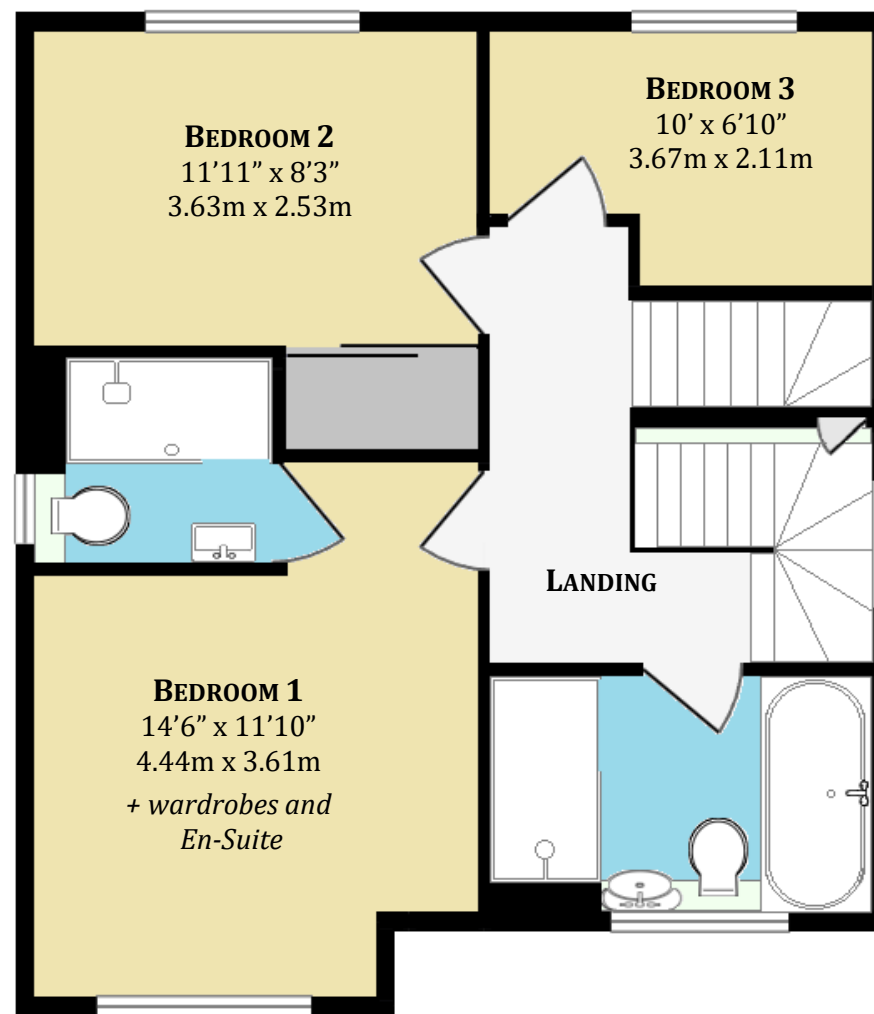 BEDROOM 2
11’11” x 8’3”
3.63m x 2.53m
BEDROOM 3
10’ x 6’10”
3.67m x 2.11m
LANDING
BEDROOM 1
14’6” x 11’10”
4.44m x 3.61m
+ wardrobes and
En-Suite